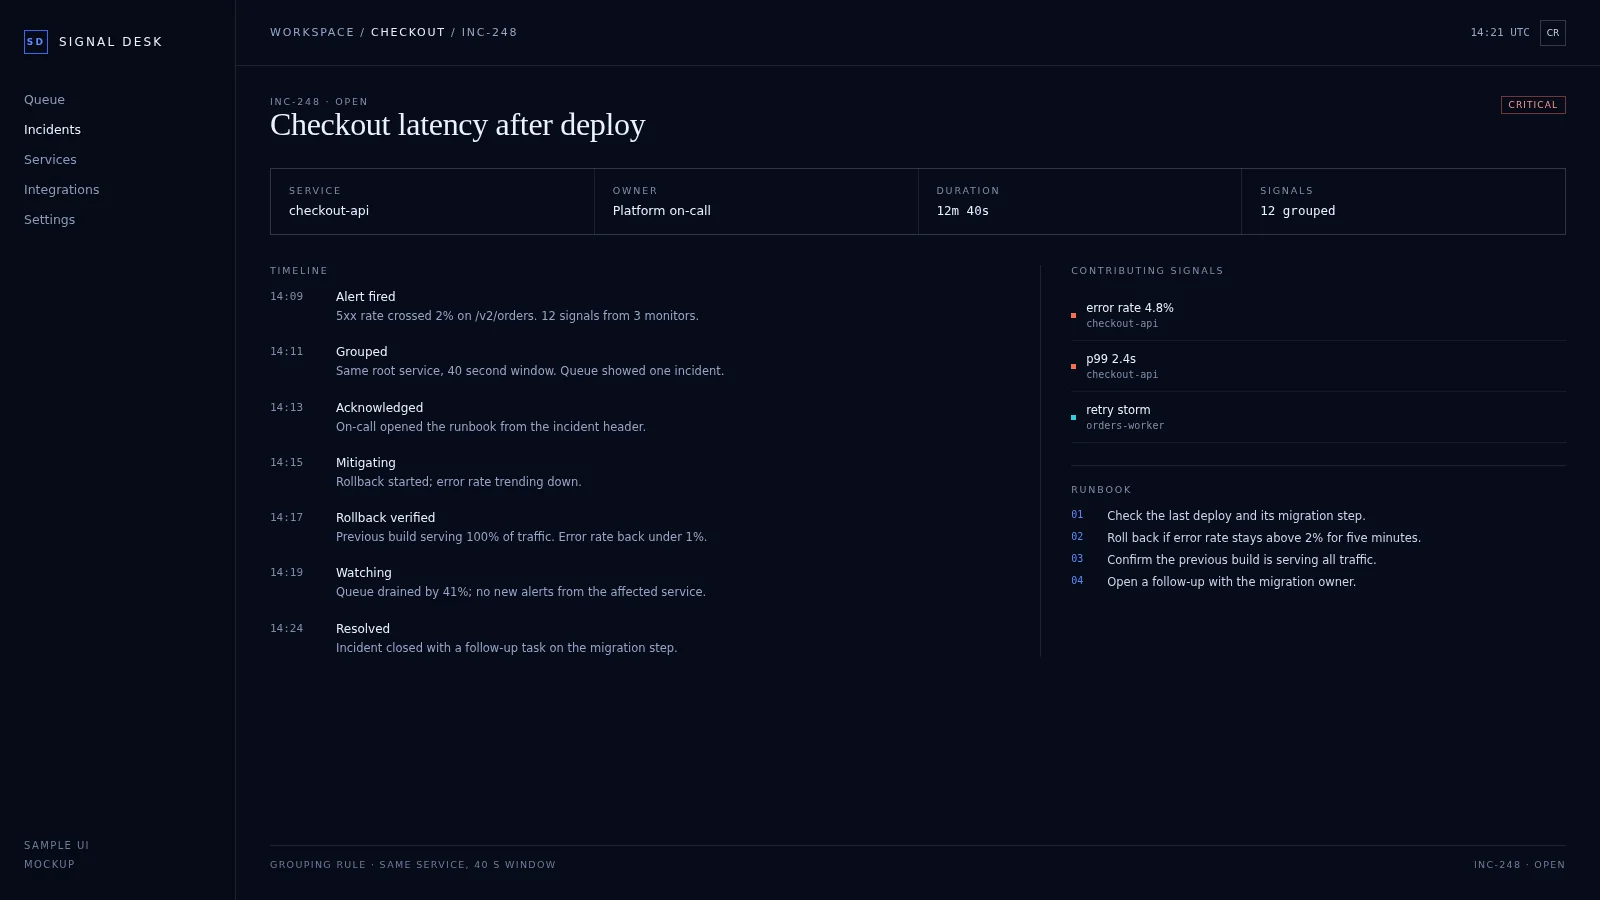 SD SIGNAL DESK
Queue
Incidents
Services
Integrations
Settings
SAMPLE UI
MOCKUP
WORKSPACE / CHECKOUT / INC-248
14:21 UTC CR
INC-248 · OPEN
CRITICAL
Checkout latency after deploy
SERVICE
checkout-api
OWNER
Platform on-call
DURATION
12m 40s
SIGNALS
12 grouped
TIMELINE
14:09 Alert fired
5xx rate crossed 2% on /v2/orders. 12 signals from 3 monitors.
14:11 Grouped
Same root service, 40 second window. Queue showed one incident.
14:13 Acknowledged
On-call opened the runbook from the incident header.
14:15 Mitigating
Rollback started; error rate trending down.
14:17 Rollback verified
Previous build serving 100% of traffic. Error rate back under 1%.
14:19 Watching
Queue drained by 41%; no new alerts from the affected service.
14:24 Resolved
Incident closed with a follow-up task on the migration step.
CONTRIBUTING SIGNALS
error rate 4.8%
checkout-api
p99 2.4s
checkout-api
retry storm
orders-worker
RUNBOOK
01 Check the last deploy and its migration step.
02 Roll back if error rate stays above 2% for five minutes.
03 Confirm the previous build is serving all traffic.
04 Open a follow-up with the migration owner.
GROUPING RULE · SAME SERVICE, 40 S WINDOW
INC-248 · OPEN